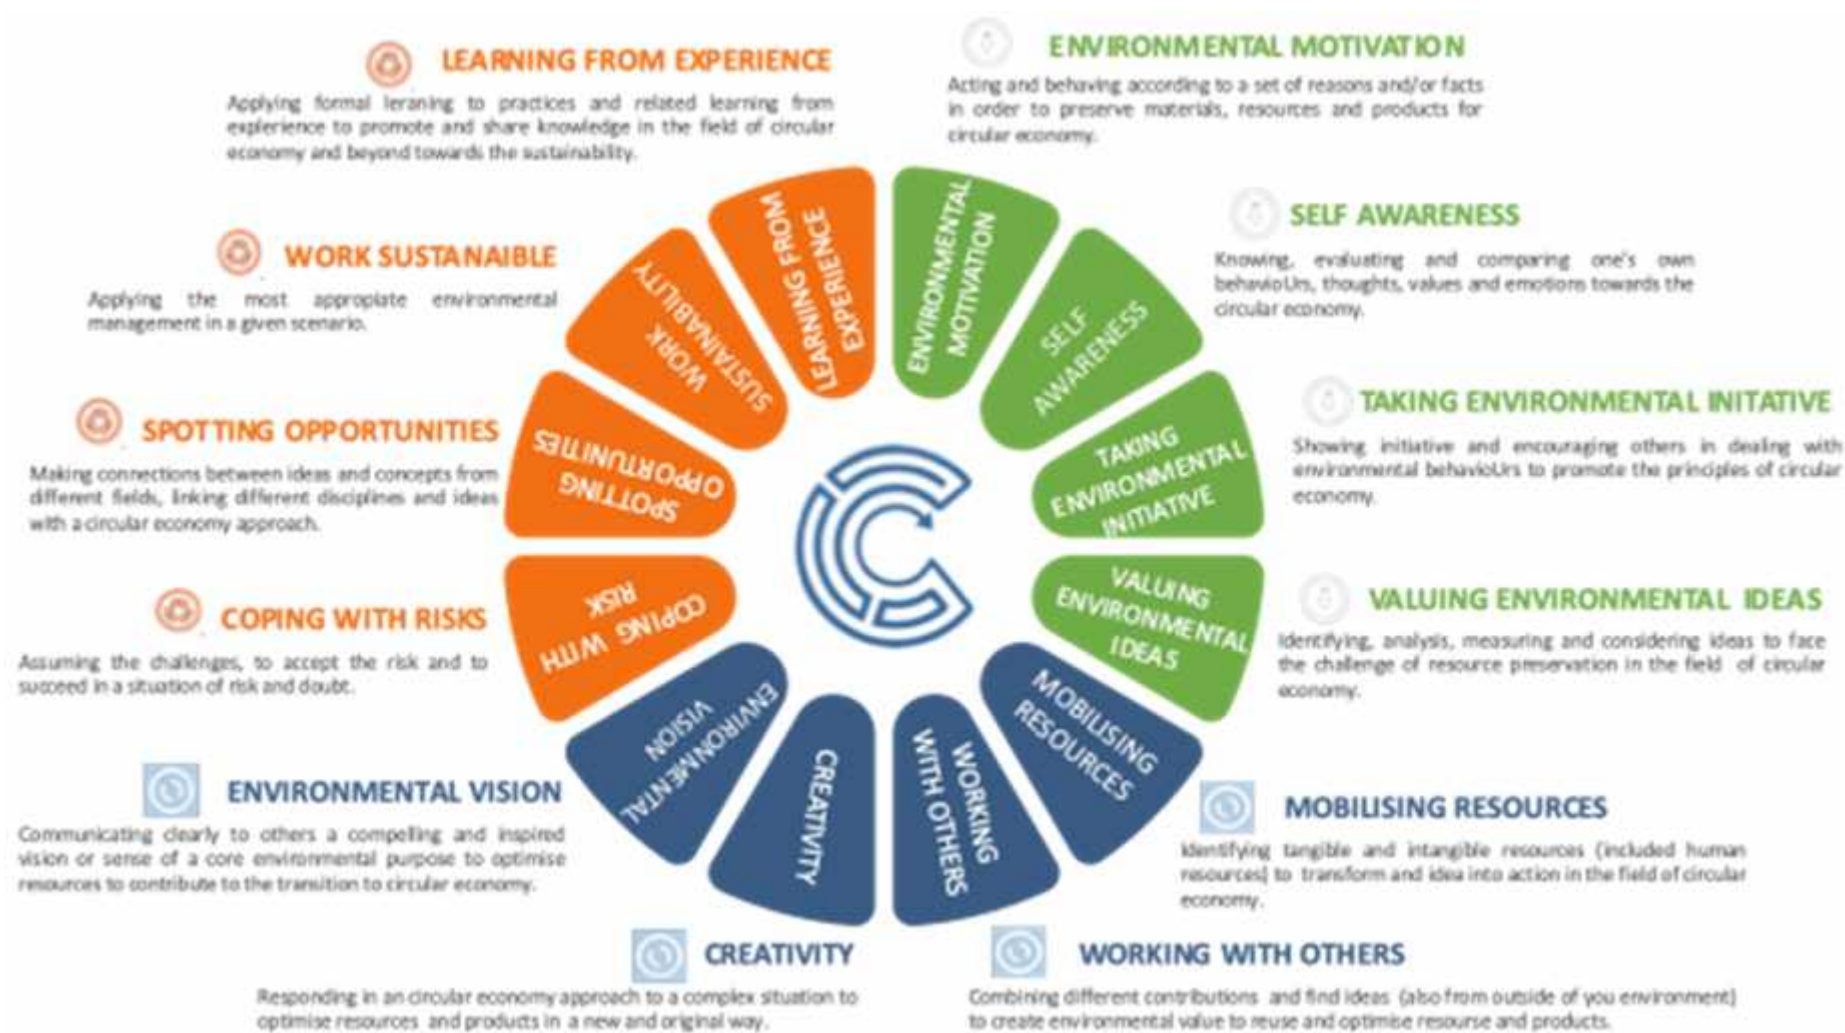 LEARNING FROM EXPERIENCE
Applying formal leraning to practices and related learning from
explerience to promote and share knowledge in the field of circular
economy and beyond towards the sustainability.
ENVIRONMENTAL MOTIVATION
Acting and behaving according to a set of reasons and/or facts
in order to preserve materials, resources and products for
circular economy.
SELF AWARENESS
Knowing, evaluating and comparing one's own
behavioUrs, thoughts, values and emotions towards the
circular economy.
TAKING ENVIRONMENTAL INITATIVE
Showing initiative and encouraging others in dealing with
environmental behavioUrs to promote the principles of circular
economy.
VALUING ENVIRONMENTAL IDEAS
Identifying, analysis, measuring and considering ideas to face
the challenge of resource preservation in the field of circular
economy.
MOBILISING RESOURCES
Identifying tangible and intangible resources (included human
resources) to transform and idea into action in the field of circular
economy.
WORKING WITH OTHERS
Combining different contributions and find ideas (also from outside of you environment)
to create environmental value to reuse and optimise resourse and products.
CREATIVITY
Responding in an circular economy approach to a complex situation to
optimise resources and products in a new and original way.
ENVIRONMENTAL VISION
Communicating clearly to others a compelling and inspired
vision or sense of a core environmental purpose to optimise
resources to contribute to the transition to circular economy.
COPING WITH RISKS
Assuming the challenges, to accept the risk and to
succeed in a situation of risk and doubt.
SPOTTING OPPORTUNITIES
Making connections between ideas and concepts from
different fields, linking different disciplines and ideas
with a circular economy approach.
WORK SUSTANAIBLE
Applying the most appropiate environmental
management in a given scenario.
ENVIRONMENTAL
MOTIVATION
SELF
AWARENESS
TAKING
ENVIRONMENTAL
INITIATIVE
VALUING
ENVIRONMENTAL
IDEAS
MOBILISING
RESOURCES
WORKING
WITH OTHERS
CREATIVITY
ENVIRONMENTAL
VISION
COPING WITH
RISK
SPOTTING
OPPORTUNITIES
WORK
SUSTAINABILITY
LEARNING FROM
EXPERIENCE